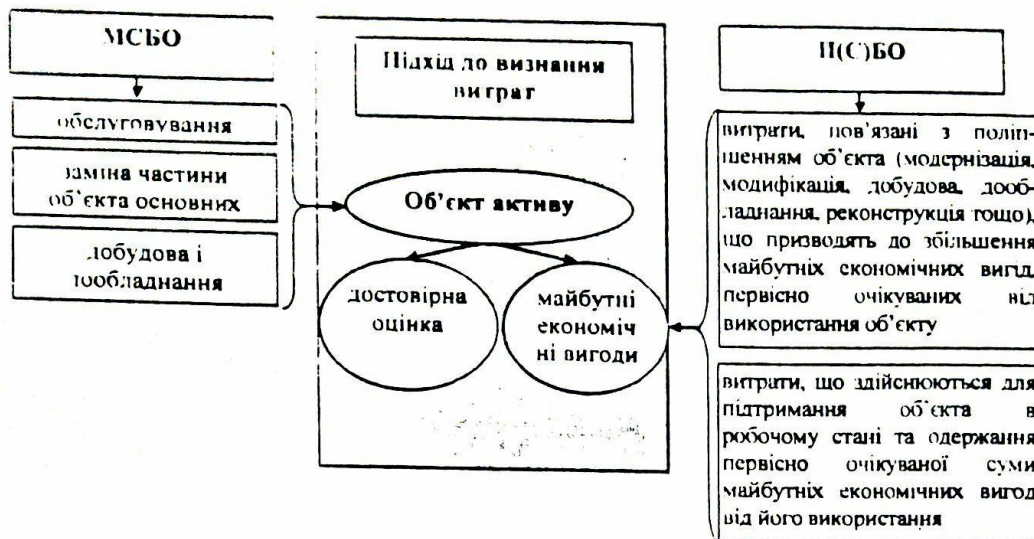 МСБО
обслуговування
заміна частини
об’єкта основних
добудова і
дообладнання
Підхід до визнання
витрат
Об’єкт активу
достовірна
оцінка
майбутні
економіч
ні вигоди
П(С)БО
витрати, пов’язані з поліп-
шенням об’єкта (модернізація,
модифікація, добудова, дооб-
ладнання, реконструкція тощо),
що призводять до збільшення
майбутніх економічних вигід,
первісно очікуваних від
використання об’єкту
витрати, що здійснюються для
підтримання об’єкта в
робочому стані та одержання
первісно очікуваної суми
майбутніх економічних вигод
від його використання